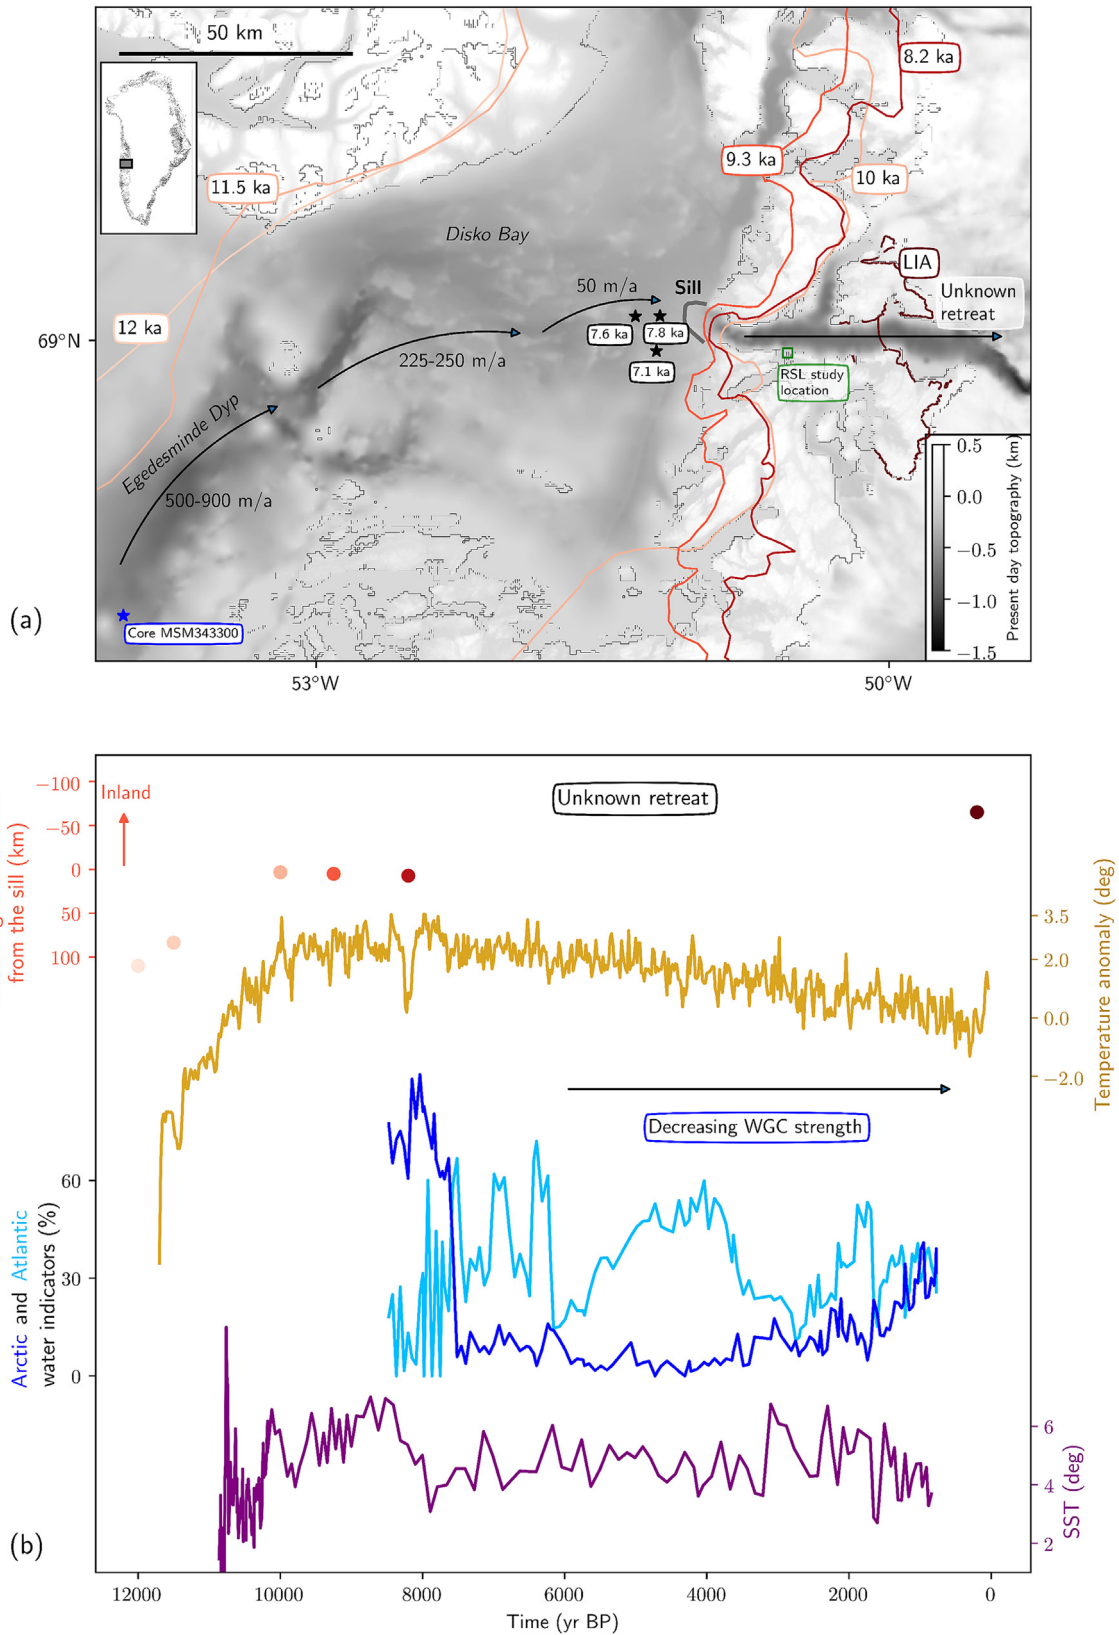 50 km
8.2 ka
9.3 ka
10 ka
11.5 ka
Disko Bay
LIA
50 m/a
Sill
Unknown
retreat
12 ka
69°N
7.6 ka
7.8 ka
225-250 m/a
7.1 ka
RSL study
location
Egedesminde Dyp
500-900 m/a
0.5
0.0
−0.5
−1.0
−1.5
Present day topography (km)
(a)
Core MSM343300
53°W
50°W
−100
−50
0
50
100
from the sill (km)
Inland
Unknown retreat
3.5
2.0
0.0
−2.0
Temperature anomaly (deg)
Decreasing WGC strength
60
30
0
Arctic and Atlantic
water indicators (%)
6
4
2
SST (deg)
(b)
12000
10000
8000
6000
4000
2000
0
Time (yr BP)